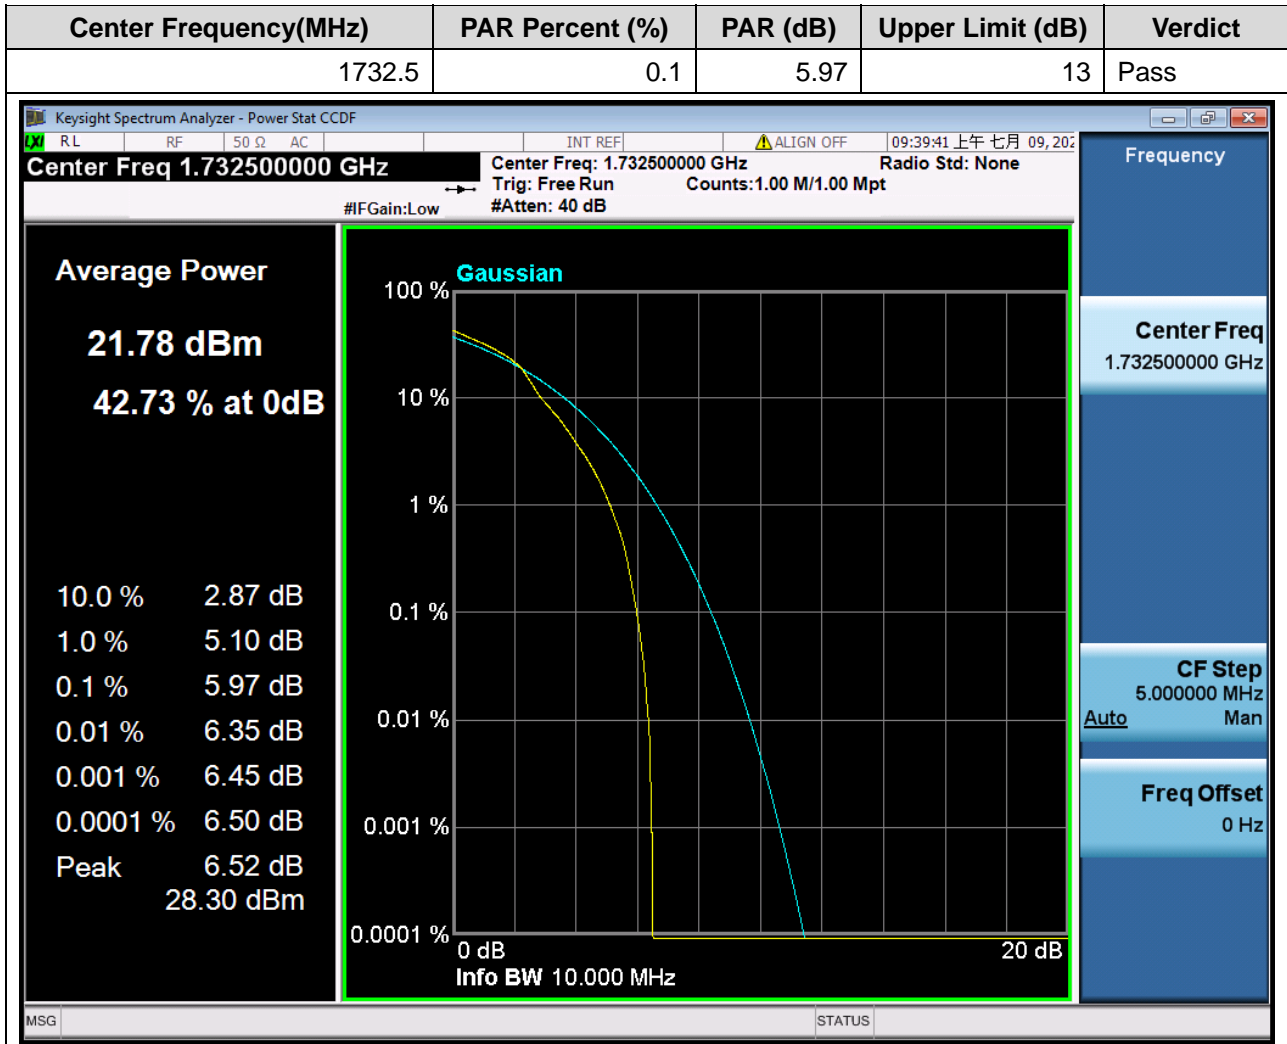 Center Frequency(MHz) PAR Percent (%) PAR (dB) Upper Limit (dB) Verdict
1732.5 0.1 5.97 13 Pass
Keysight Spectrum Analyzer - Power Stat CCDF
LXI RL RF 50 Ω AC INT REF ALIGN OFF 09:39:41 上午 七月 09, 202
Center Freq 1.732500000 GHz
Center Freq: 1.732500000 GHz Radio Std: None
Trig: Free Run Counts:1.00 M/1.00 Mpt
#IFGain:Low #Atten: 40 dB
Average Power
21.78 dBm
42.73 % at 0dB
10.0 % 2.87 dB
1.0 % 5.10 dB
0.1 % 5.97 dB
0.01 % 6.35 dB
0.001 % 6.45 dB
0.0001 % 6.50 dB
Peak 6.52 dB
28.30 dBm
Gaussian
100 %
10 %
1 %
0.1 %
0.01 %
0.001 %
0.0001 %
0 dB 20 dB
Info BW 10.000 MHz
Frequency
Center Freq
1.732500000 GHz
CF Step
5.000000 MHz
Auto Man
Freq Offset
0 Hz
MSG STATUS